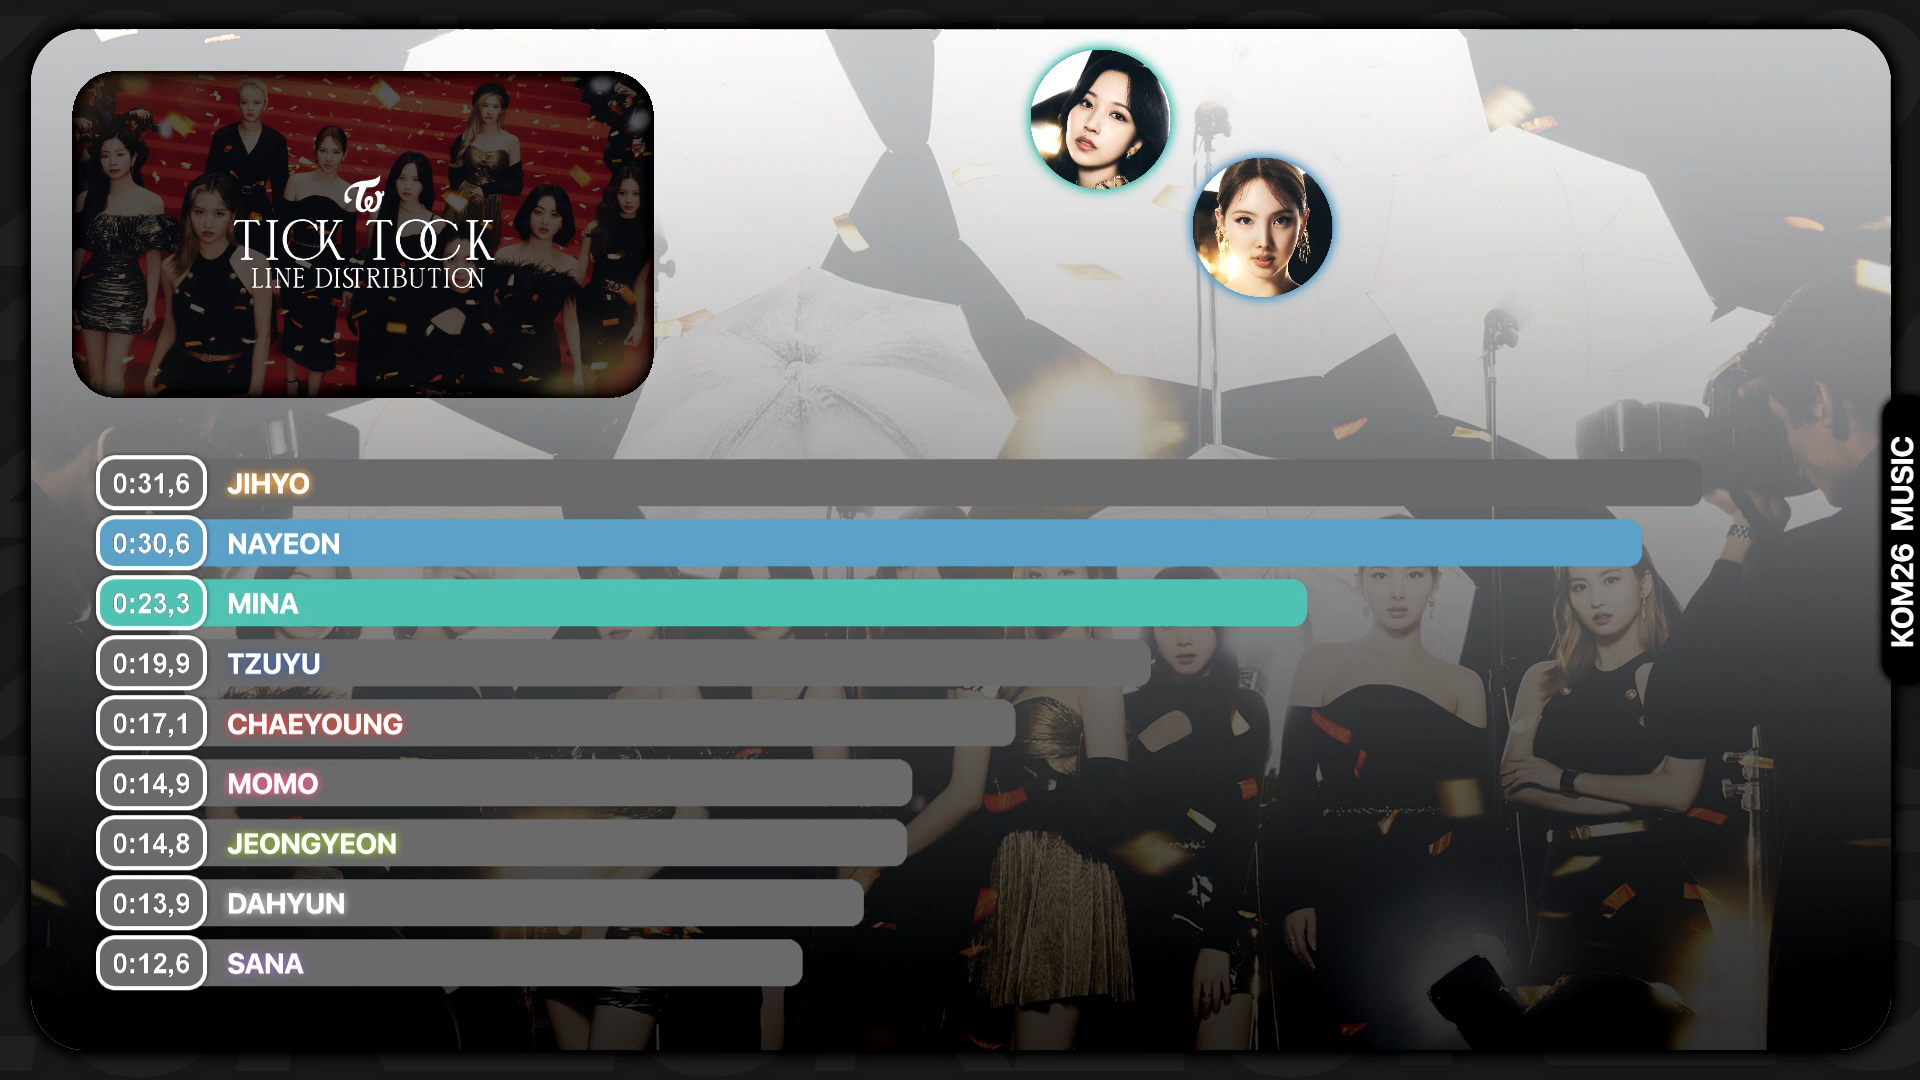 TICK TOCK
LINE DISTRIBUTION
0:31,6 JIHYO
0:30,6 NAYEON
0:23,3 MINA
0:19,9 TZUYU
0:17,1 CHAEYOUNG
0:14,9 MOMO
0:14,8 JEONGYEON
0:13,9 DAHYUN
0:12,6 SANA
KOM26 MUSIC